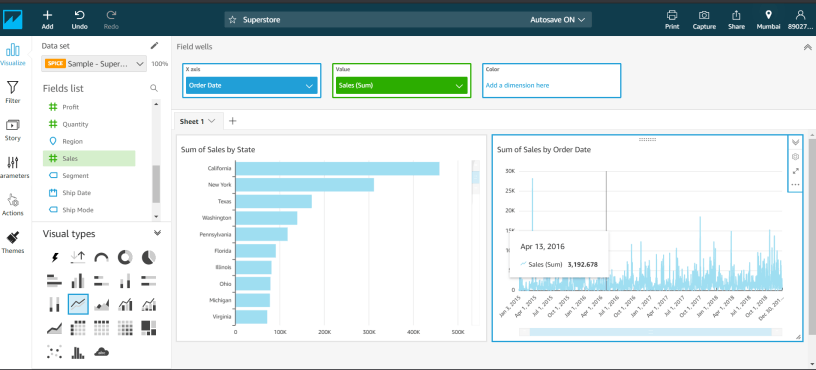 Add
Undo
Redo
Superstore
Autosave ON
Print
Capture
Share
Mumbai
89027...
Visualize
Filter
Story
arameters
Actions
Themes
Data set
SPICE Sample - Super... 100%
Fields list
Profit
Quantity
Region
Sales
Segment
Ship Date
Ship Mode
Visual types
Field wells
X axis
Order Date
Value
Sales (Sum)
Color
Add a dimension here
Sheet 1
Sum of Sales by State
California
New York
Texas
Washington
Pennsylvania
Florida
Illinois
Ohio
Michigan
Virginia
0 100K 200K 300K 400K 500K
Sum of Sales by Order Date
30K
25K
20K
15K
Apr 13, 2016
Sales (Sum) 3,192.678
0
Jan 3, 2015
Apr 1, 2015
Jul 1, 2015
Oct 1, 2015
Jan 1, 2016
Apr 1, 2016
Jul 1, 2016
Oct 1, 2016
Jan 1, 2017
Apr 1, 2017
Jul 1, 2017
Oct 1, 2017
Jan 1, 2018
Apr 1, 2018
Jul 1, 2018
Oct 1, 2018
Dec 30, 201...